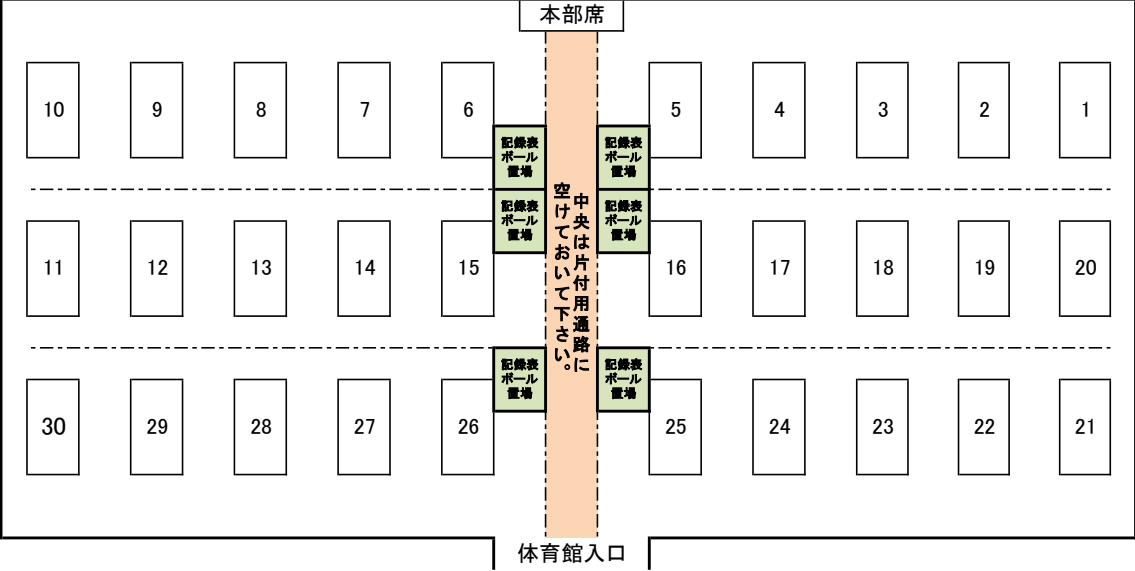 本部席
10 9 8 7 6 5 4 3 2 1
記録表
ボール
置場
記録表
ボール
置場
記録表
ボール
置場
記録表
ボール
置場
中央は片付用通路に
空けておいて下さい。
11 12 13 14 15 16 17 18 19 20
記録表
ボール
置場
記録表
ボール
置場
30 29 28 27 26 25 24 23 22 21
体育館入口